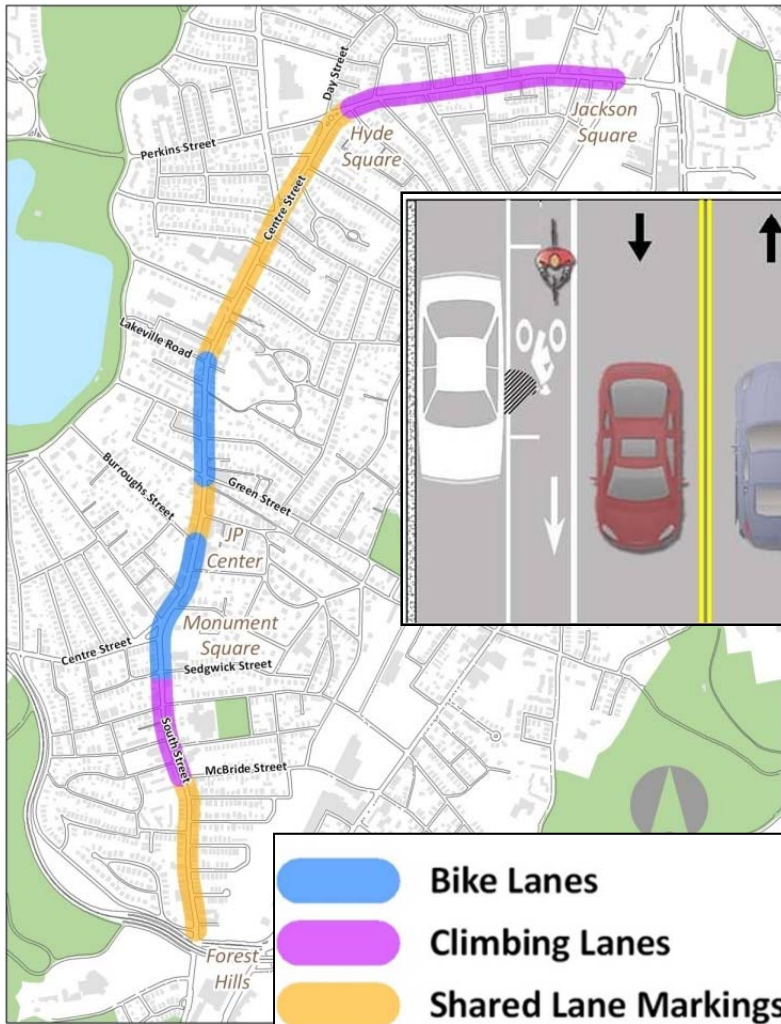 Day Street
Jackson
Square
Hyde
Square
Perkins Street
Centre Street
Lakeville Road
Burroughs Street
Green Street
JP
Center
Monument
Square
Centre Street
Sedgwick Street
South Street
McBride Street
Forest
Hills
Bike Lanes
Climbing Lanes
Shared Lane Markings